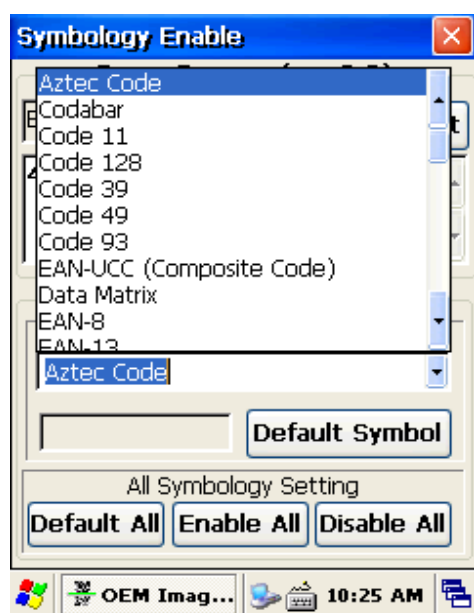 Symbology Enable
Aztec Code
Codabar
Code 11
Code 128
Code 39
Code 49
Code 93
EAN-UCC (Composite Code)
Data Matrix
EAN-8
EAN-13
Aztec Code
Default Symbol
All Symbology Setting
Default All Enable All Disable All
OEM Imag... 10:25 AM